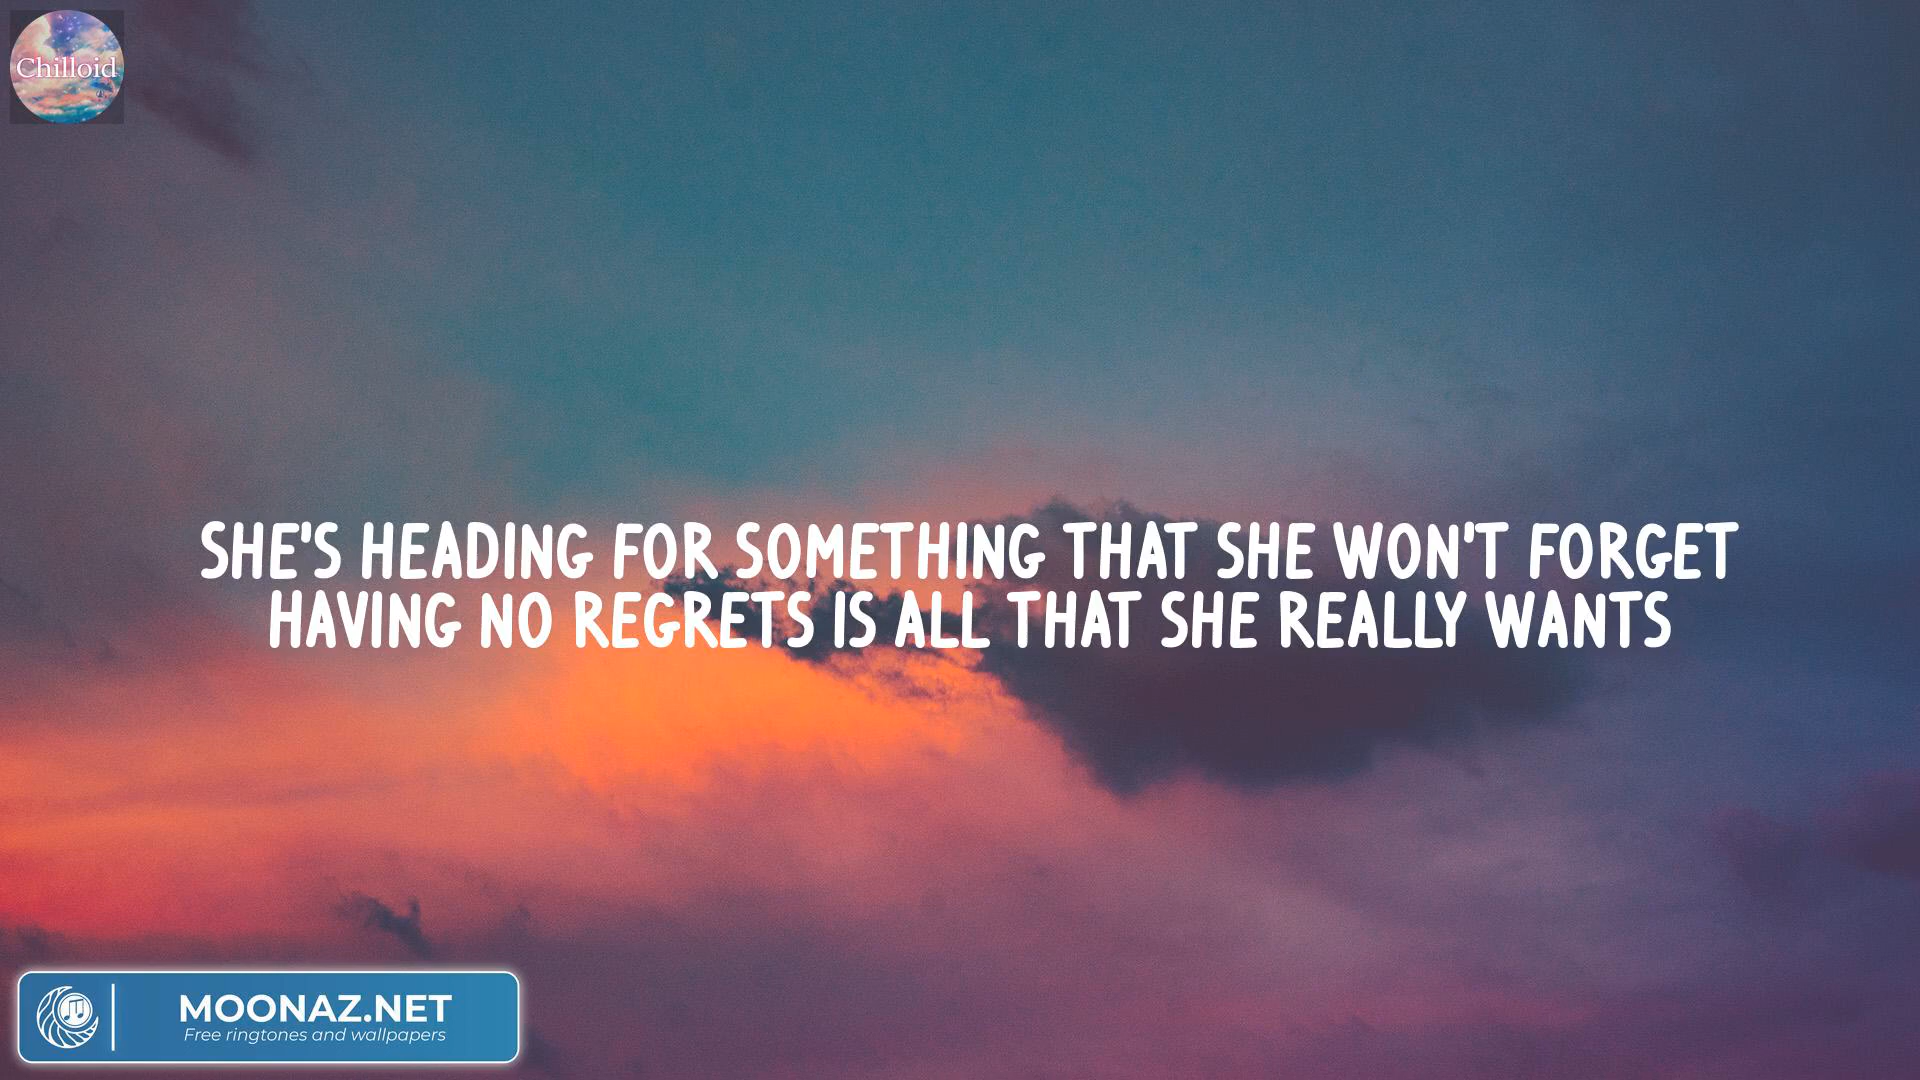 Chilloid
SHE'S HEADING FOR SOMETHING THAT SHE WON'T FORGET
HAVING NO REGRETS IS ALL THAT SHE REALLY WANTS
MOONAZ.NET
Free ringtones and wallpapers